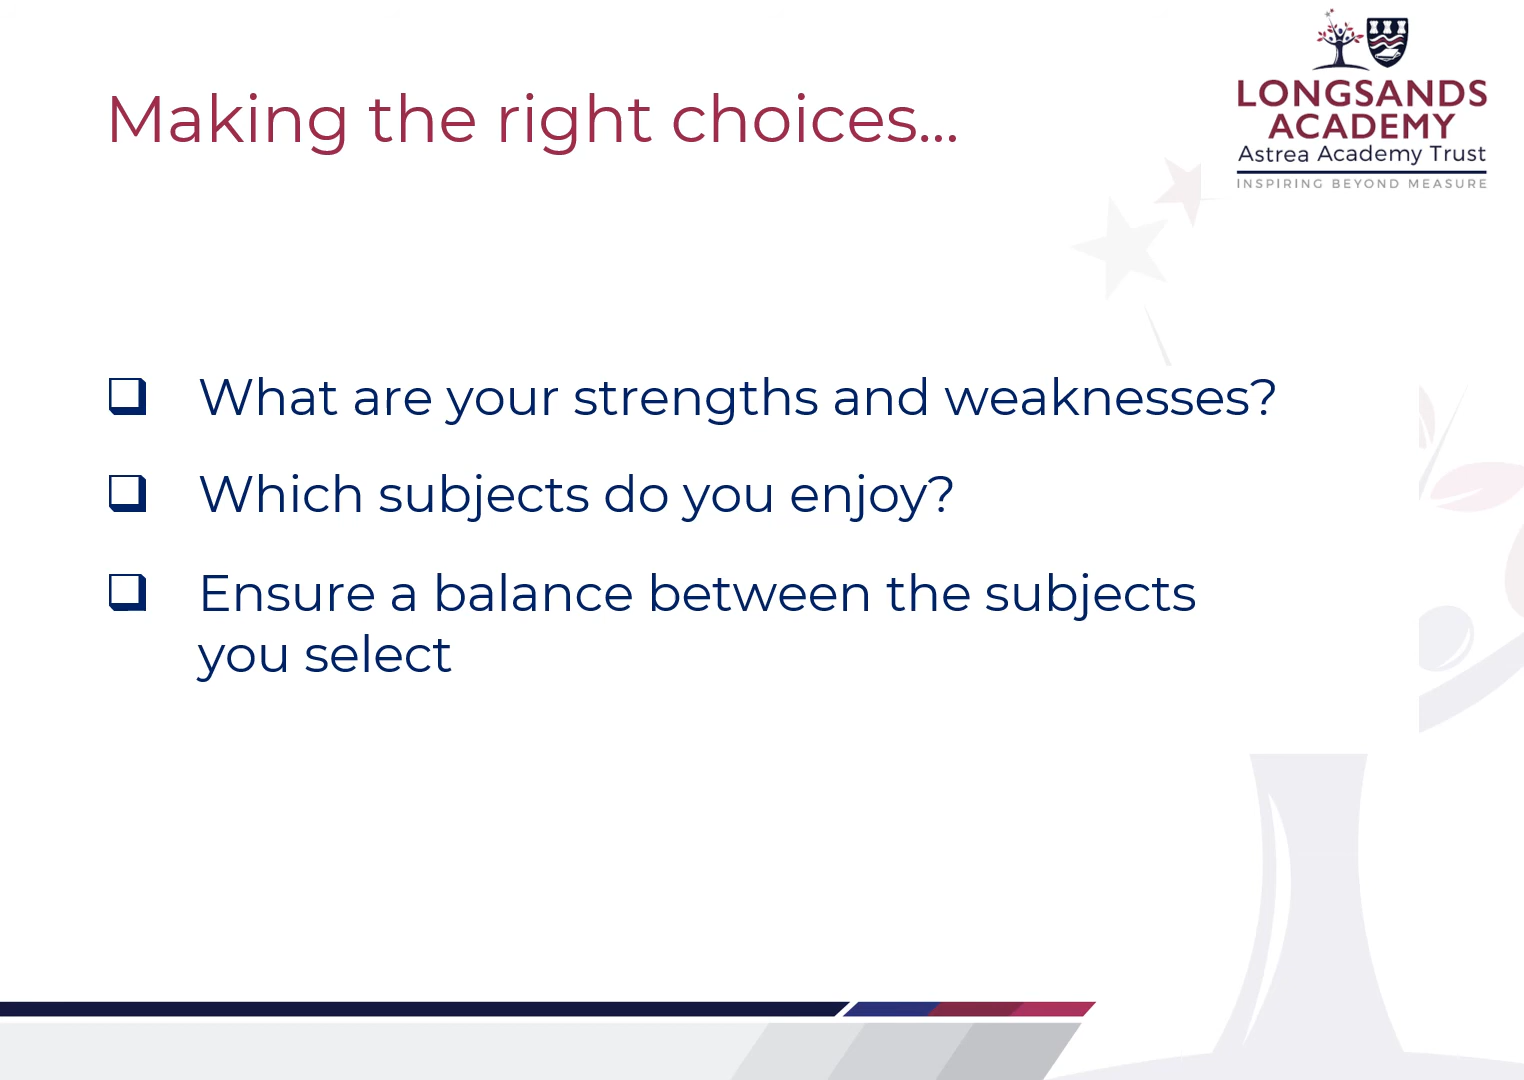 Making the right choices...
LONGSANDS
ACADEMY
Astrea Academy Trust
INSPIRING BEYOND MEASURE
What are your strengths and weaknesses?
Which subjects do you enjoy?
Ensure a balance between the subjects
you select